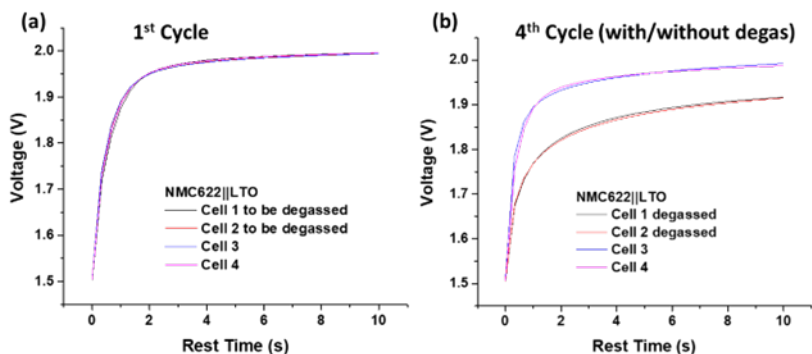 (a)
1st Cycle
2.0
1.9
1.8
1.7
1.6
1.5
Voltage (V)
NMC622||LTO
Cell 1 to be degassed
Cell 2 to be degassed
Cell 3
Cell 4
0 2 4 6 8 10
Rest Time (s)
(b)
4th Cycle (with/without degas)
2.0
1.9
1.8
1.7
1.6
1.5
Voltage (V)
NMC622||LTO
Cell 1 degassed
Cell 2 degassed
Cell 3
Cell 4
0 2 4 6 8 10
Rest Time (s)